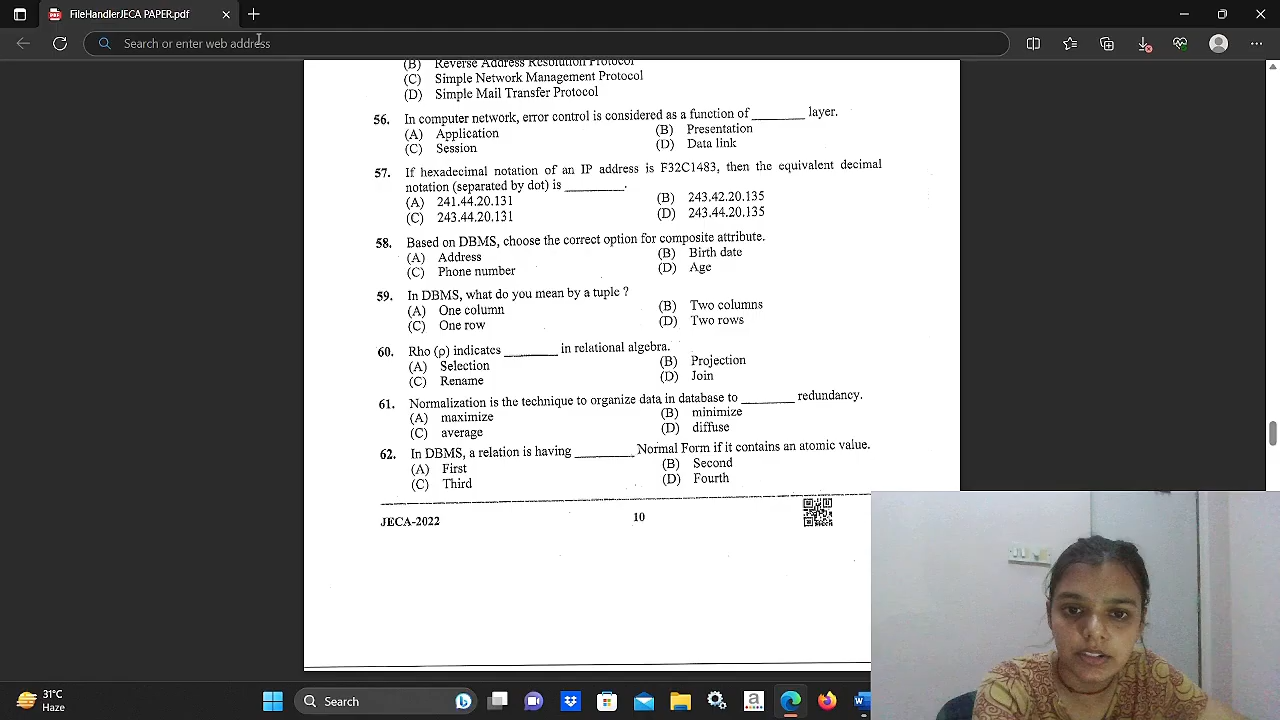 FileHandlerJECA PAPER.pdf
Search or enter web address
(B) Reverse Address Resolution Protocol
(C) Simple Network Management Protocol
(D) Simple Mail Transfer Protocol
56. In computer network, error control is considered as a function of ________ layer.
(A) Application (B) Presentation
(C) Session (D) Data link
57. If hexadecimal notation of an IP address is F32C1483, then the equivalent decimal
notation (separated by dot) is _________.
(A) 241.44.20.131 (B) 243.42.20.135
(C) 243.44.20.131 (D) 243.44.20.135
58. Based on DBMS, choose the correct option for composite attribute.
(A) Address (B) Birth date
(C) Phone number (D) Age
59. In DBMS, what do you mean by a tuple ?
(A) One column (B) Two columns
(C) One row (D) Two rows
60. Rho (ρ) indicates ________ in relational algebra.
(A) Selection (B) Projection
(C) Rename (D) Join
61. Normalization is the technique to organize data in database to ________ redundancy.
(A) maximize (B) minimize
(C) average (D) diffuse
62. In DBMS, a relation is having _________ Normal Form if it contains an atomic value.
(A) First (B) Second
(C) Third (D) Fourth
JECA-2022 10
31°C
Haze
Search